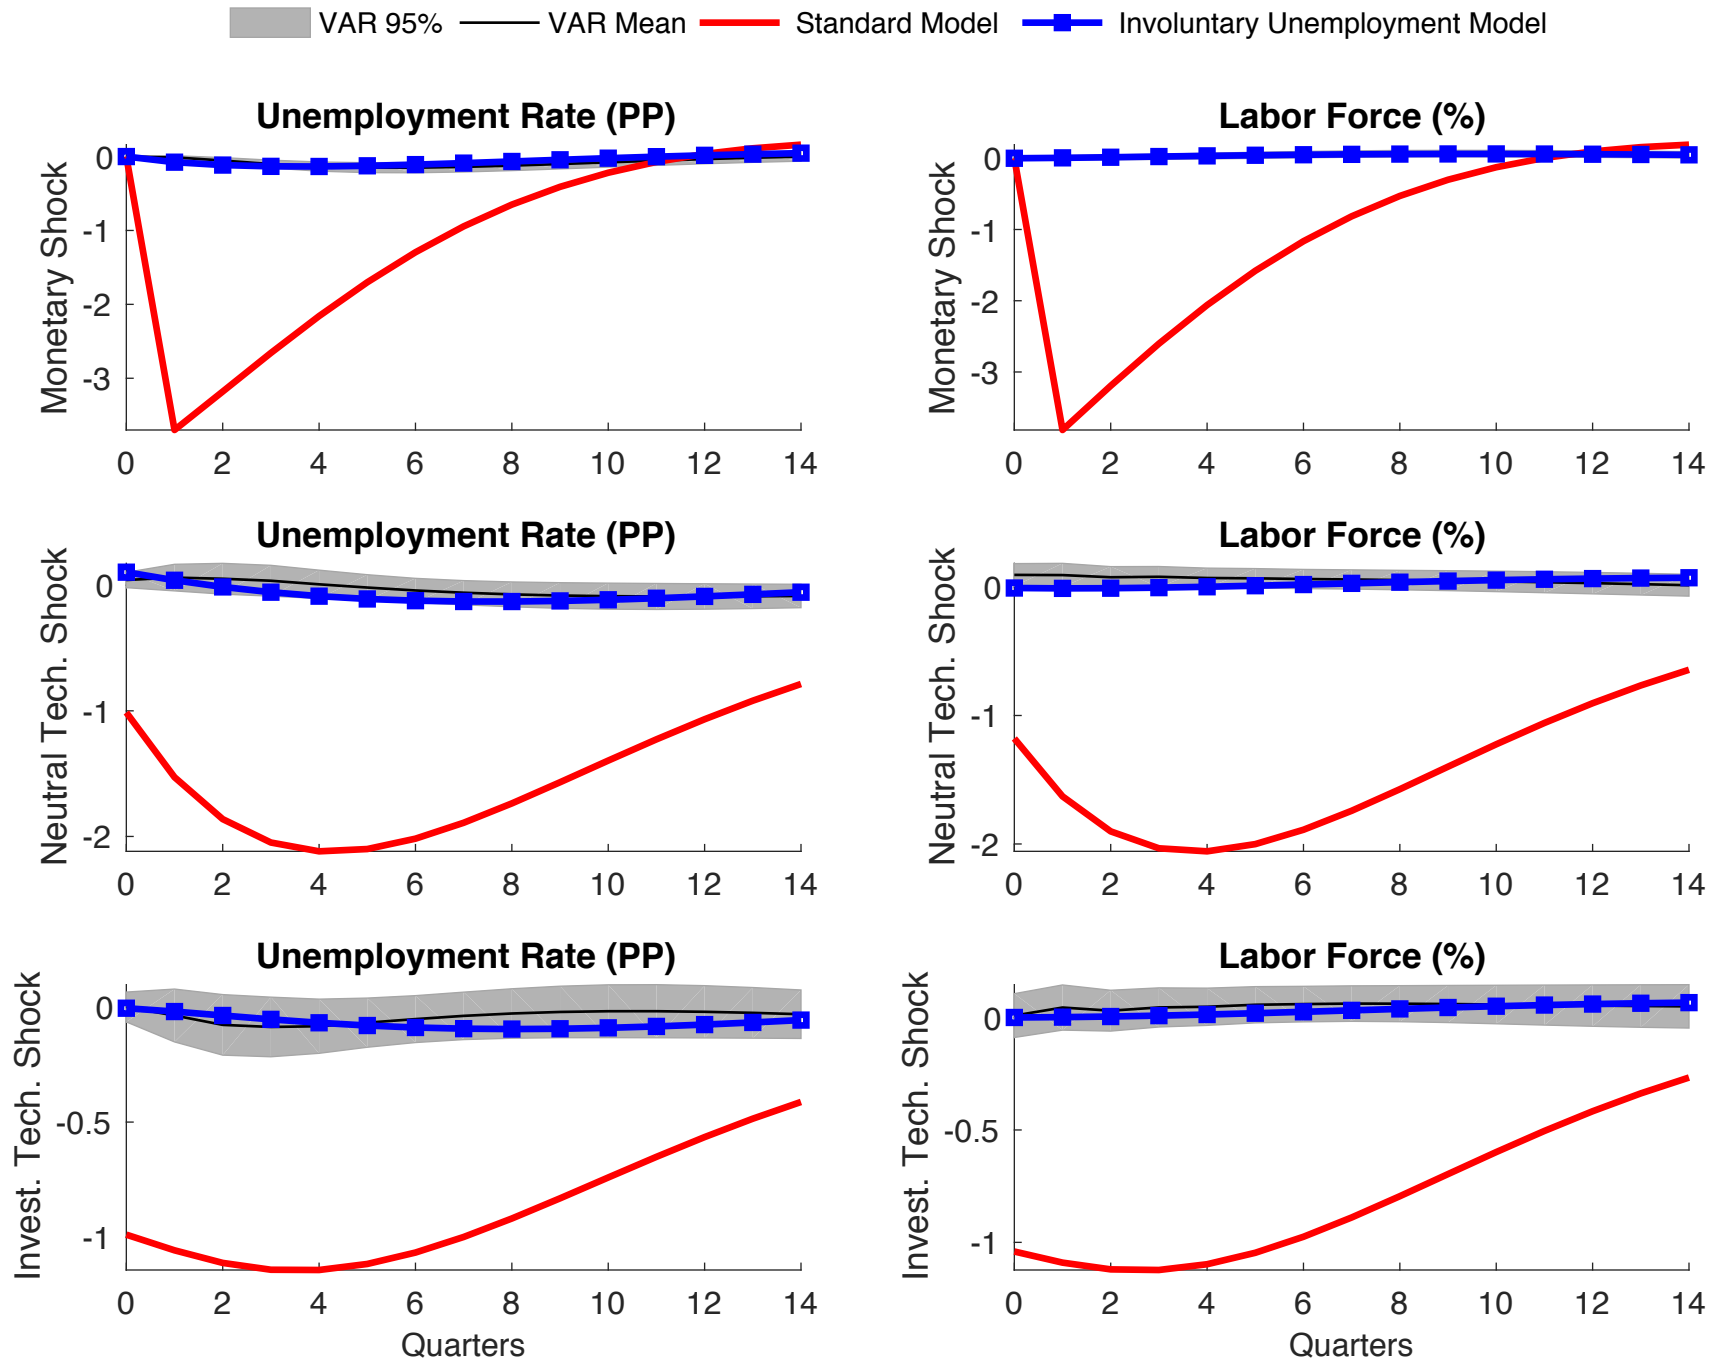 VAR 95% VAR Mean Standard Model Involuntary Unemployment Model
Unemployment Rate (PP)
Monetary Shock
0
-1
-2
-3
0 2 4 6 8 10 12 14
Labor Force (%)
Monetary Shock
0
-1
-2
-3
0 2 4 6 8 10 12 14
Unemployment Rate (PP)
Neutral Tech. Shock
0
-1
-2
0 2 4 6 8 10 12 14
Labor Force (%)
Neutral Tech. Shock
0
-1
-2
0 2 4 6 8 10 12 14
Unemployment Rate (PP)
Invest. Tech. Shock
0
-0.5
-1
0 2 4 6 8 10 12 14
Quarters
Labor Force (%)
Invest. Tech. Shock
0
-0.5
-1
0 2 4 6 8 10 12 14
Quarters